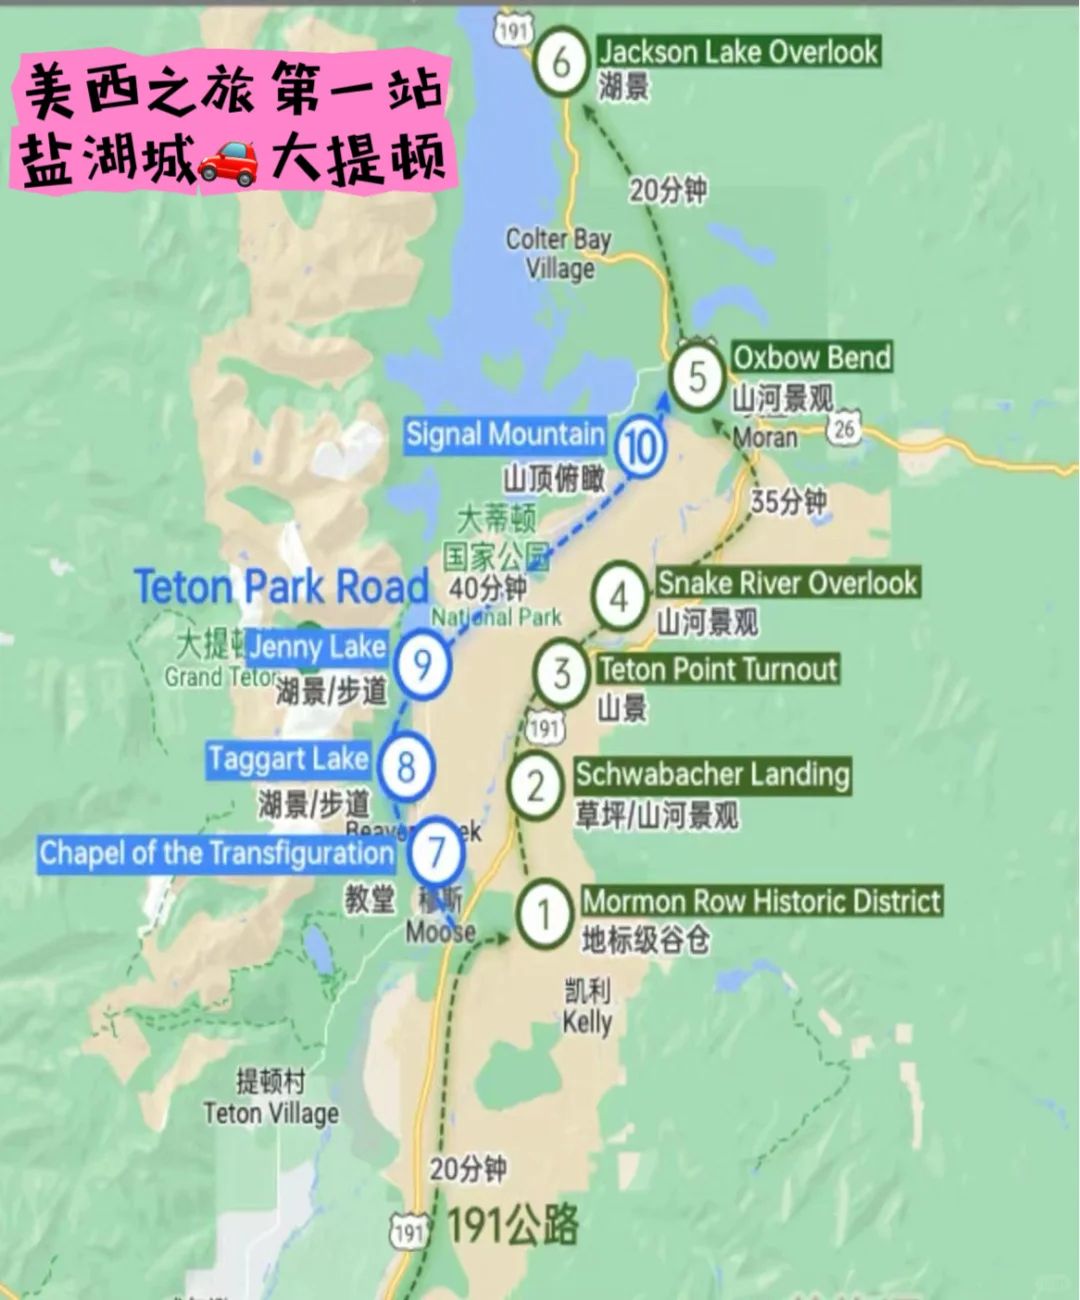 美西之旅第一站
盐湖城🚗大提顿
191
6
Jackson Lake Overlook
湖景
20分钟
Colter Bay
Village
5
Oxbow Bend
山河景观
Moran
26
Signal Mountain
10
山顶俯瞰
35分钟
大蒂顿
国家公园
Teton Park Road
40分钟
National Park
4
Snake River Overlook
山河景观
Jenny Lake
9
湖景/步道
Grand Teton
3
Teton Point Turnout
山景
191
Taggart Lake
8
湖景/步道
2
Schwabacher Landing
草坪/山河景观
Chapel of the Transfiguration
7
教堂
穆斯
Moose
1
Mormon Row Historic District
地标级谷仓
凯利
Kelly
提顿村
Teton Village
20分钟
191
191公路